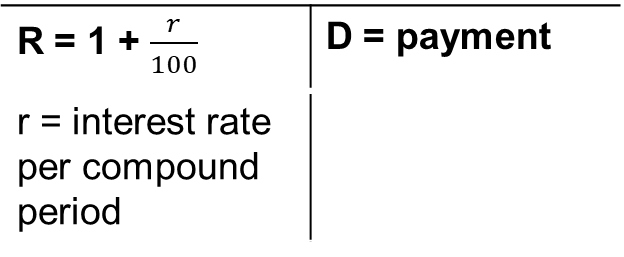 R = 1 + r/100
D = payment
r = interest rate
per compound
period